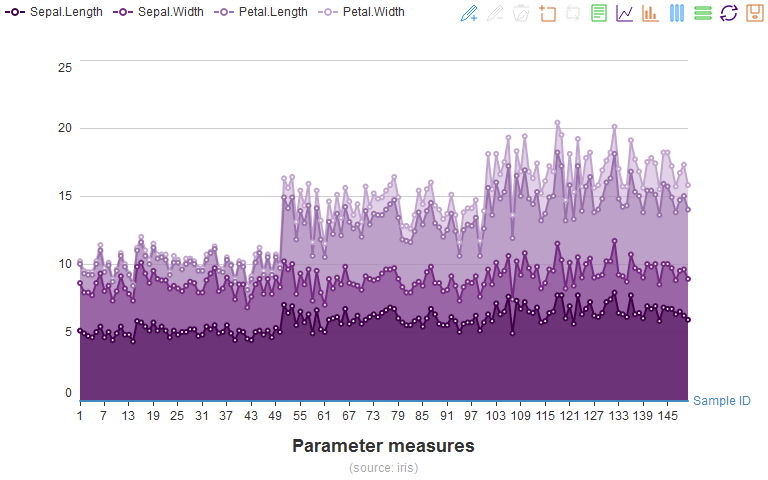 Sepal.Length Sepal.Width Petal.Length Petal.Width
25
20
15
10
5
0
Sample ID
1 7 13 19 25 31 37 43 49 55 61 67 73 79 85 91 97 103 109 115 121 127 133 139 145
Parameter measures
(source: iris)